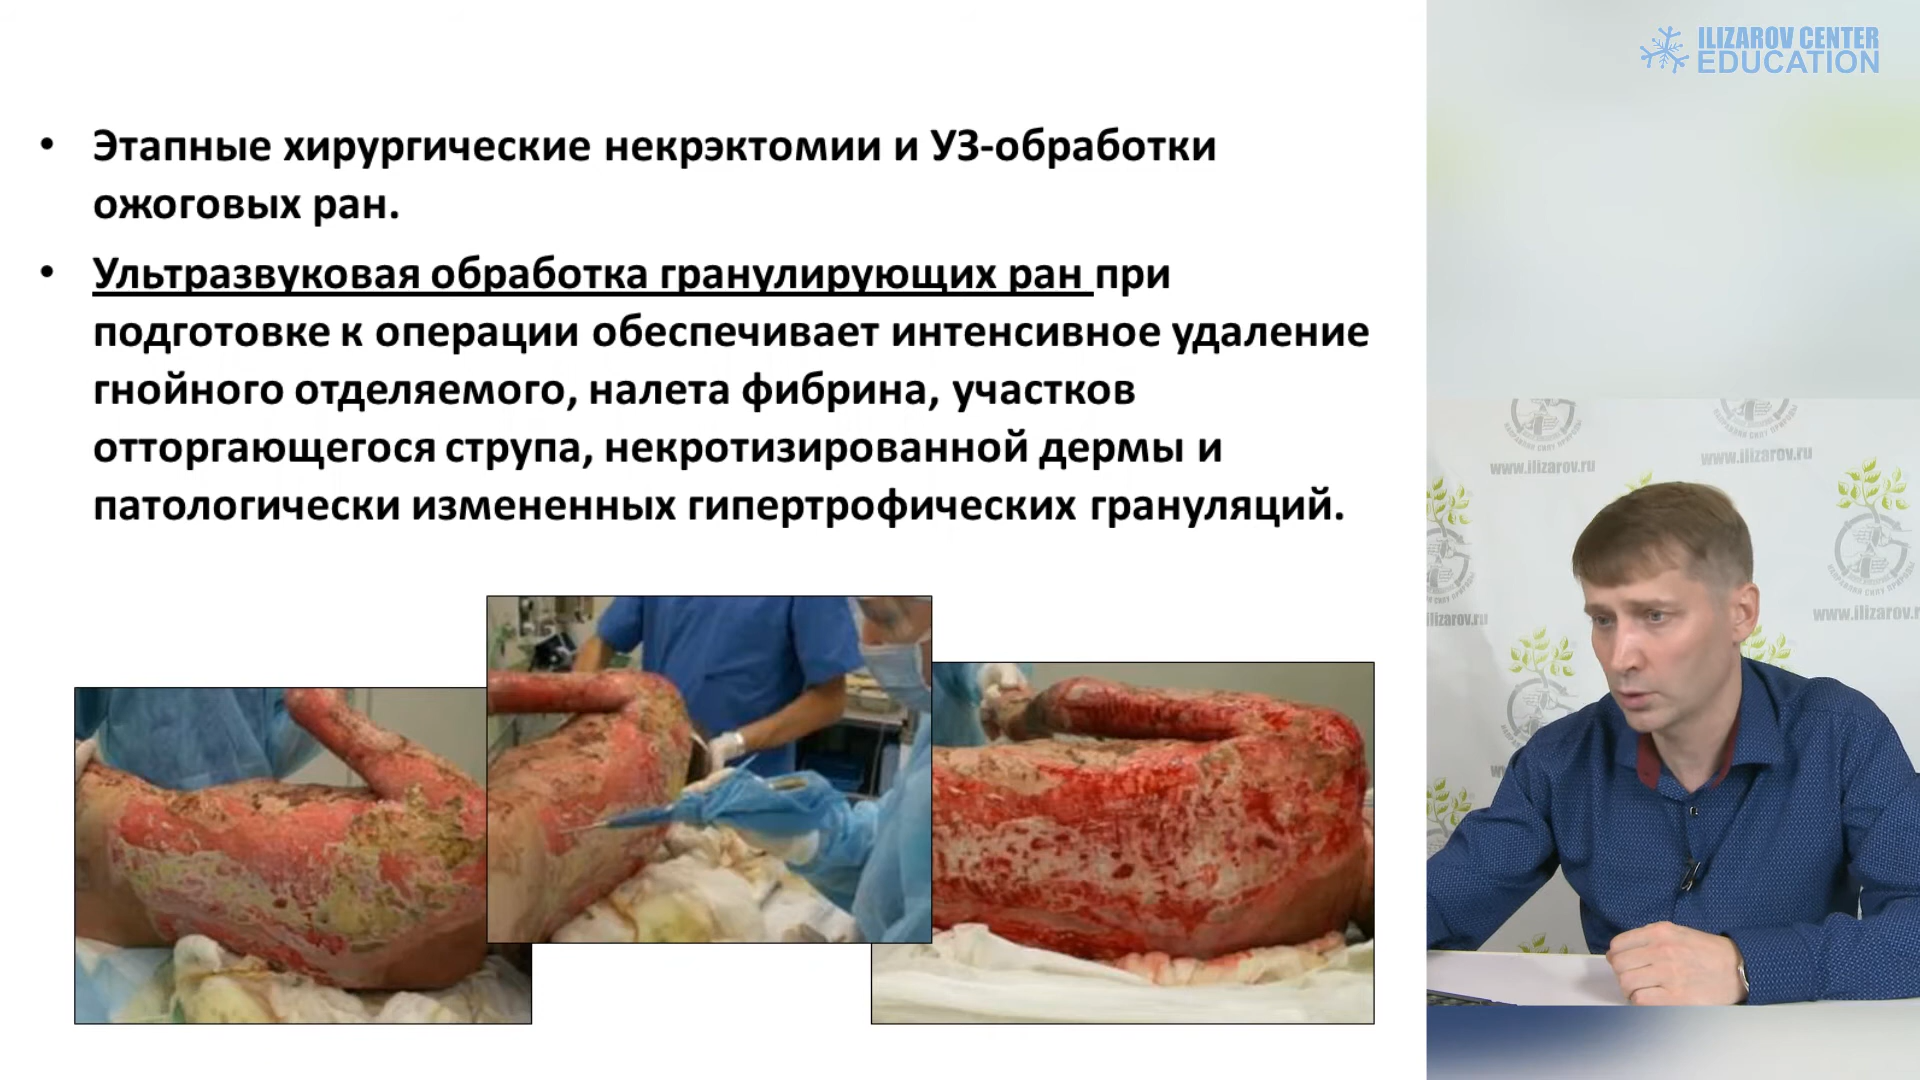 ILIZAROV CENTER
EDUCATION
• Этапные хирургические некрэктомии и УЗ-обработки
ожоговых ран.
• Ультразвуковая обработка гранулирующих ран при
подготовке к операции обеспечивает интенсивное удаление
гнойного отделяемого, налета фибрина, участков
отторгающегося струпа, некротизированной дермы и
патологически измененных гипертрофических грануляций.
www.ilizarov.ru
www.ilizarov.ru
ilizarov.ru
www.ilizarov.r